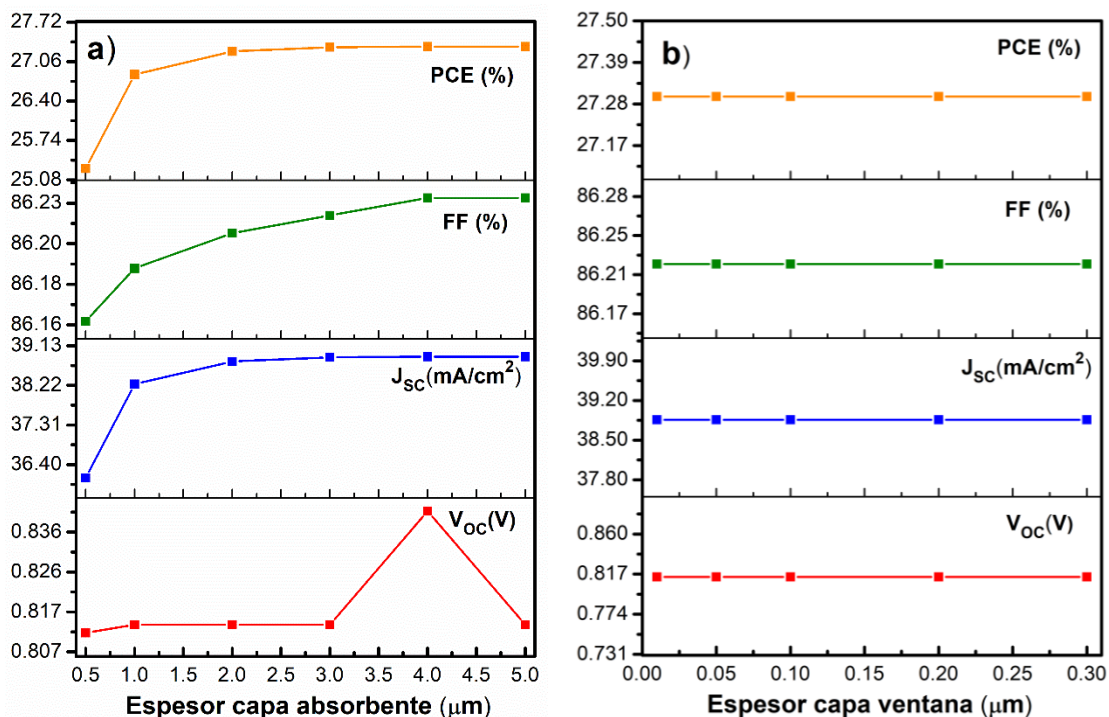 a)
PCE (%)
27.72
27.06
26.40
25.74
25.08
FF (%)
86.23
86.20
86.18
86.16
J_SC(mA/cm²)
39.13
38.22
37.31
36.40
V_OC(V)
0.836
0.826
0.817
0.807
0.5 1.0 1.5 2.0 2.5 3.0 3.5 4.0 4.5 5.0
Espesor capa absorbente (μm)
b)
PCE (%)
27.50
27.39
27.28
27.17
FF (%)
86.28
86.25
86.21
86.17
J_SC(mA/cm²)
39.90
39.20
38.50
37.80
V_OC(V)
0.860
0.817
0.774
0.731
0.00 0.05 0.10 0.15 0.20 0.25 0.30
Espesor capa ventana (μm)